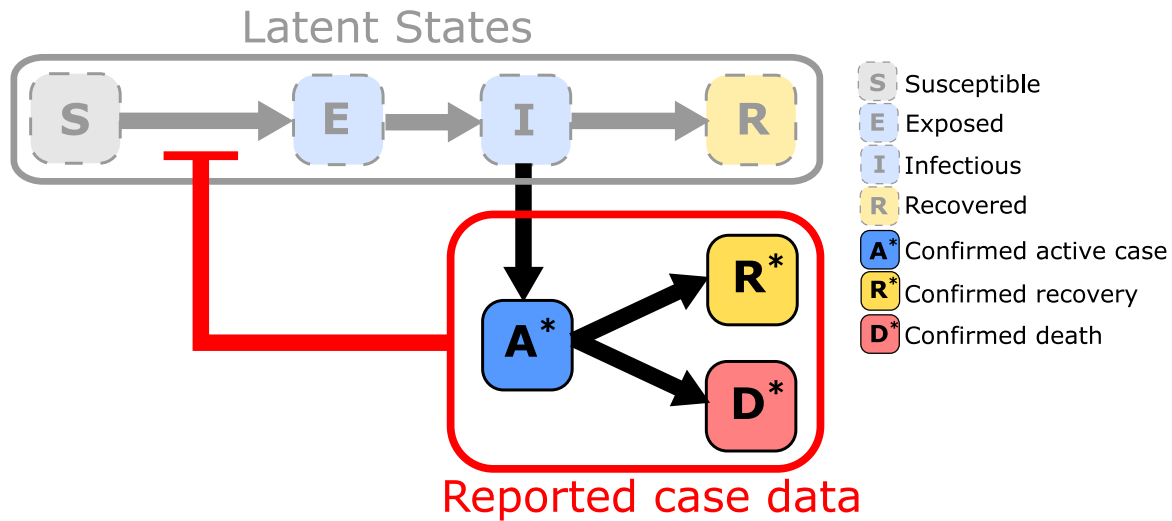 Latent States
S E I R
A* R*
D*
Reported case data
S Susceptible
E Exposed
I Infectious
R Recovered
A* Confirmed active case
R* Confirmed recovery
D* Confirmed death